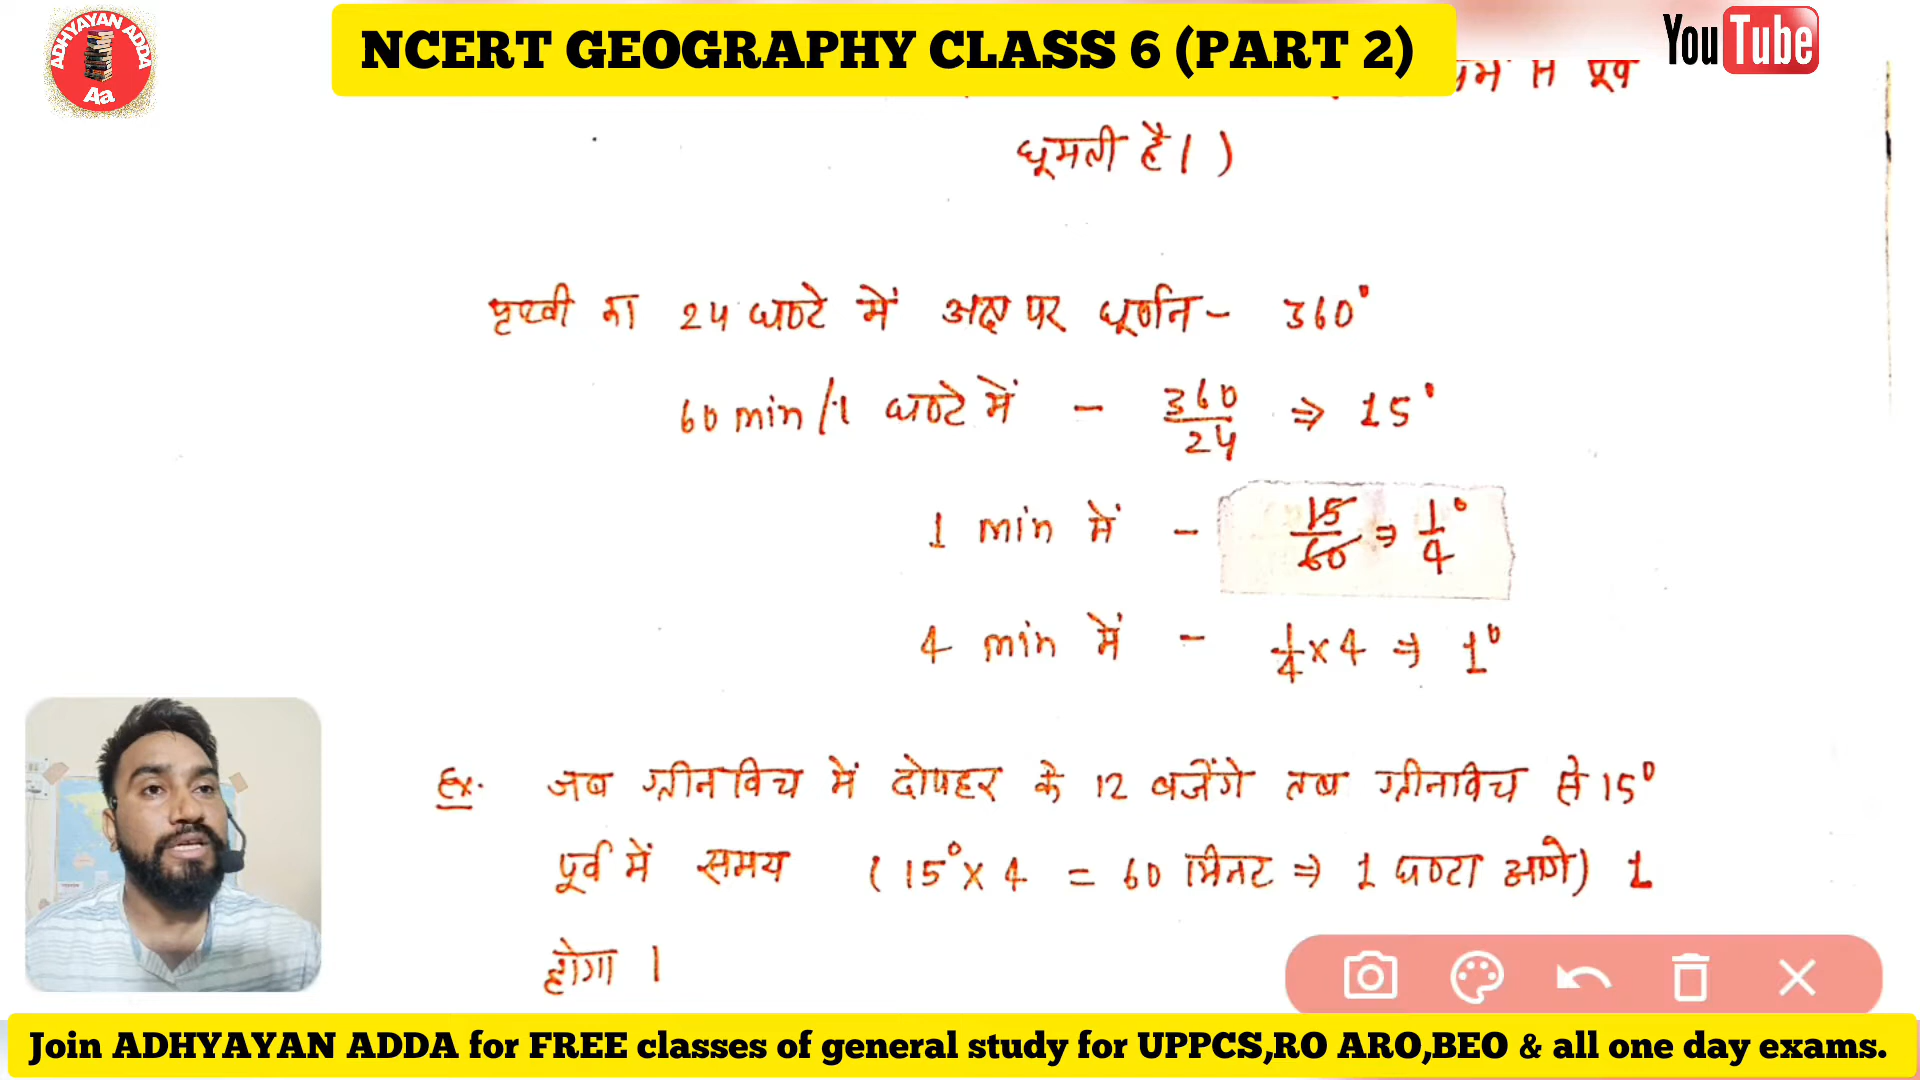 ADHYAYAN ADDA
Aa
NCERT GEOGRAPHY CLASS 6 (PART 2)
YouTube
पूर्व
घूमती है। )
पृथ्वी का 24 घण्टे में अक्ष पर घूर्णन - 360°
60 min/1 घण्टे में - 360/24 ⇒ 15°
1 min में - 15/60 ⇒ 1/4°
4 min में - 1/4 x 4 ⇒ 1°
Ex. जब ग्रीनविच में दोपहर के 12 बजेंगे तब ग्रीनविच से 15°
पूर्व में समय ( 15° x 4 = 60 मिनट ⇒ 1 घण्टा आगे) 1
होगा ।
Join ADHYAYAN ADDA for FREE classes of general study for UPPCS,RO ARO,BEO & all one day exams.